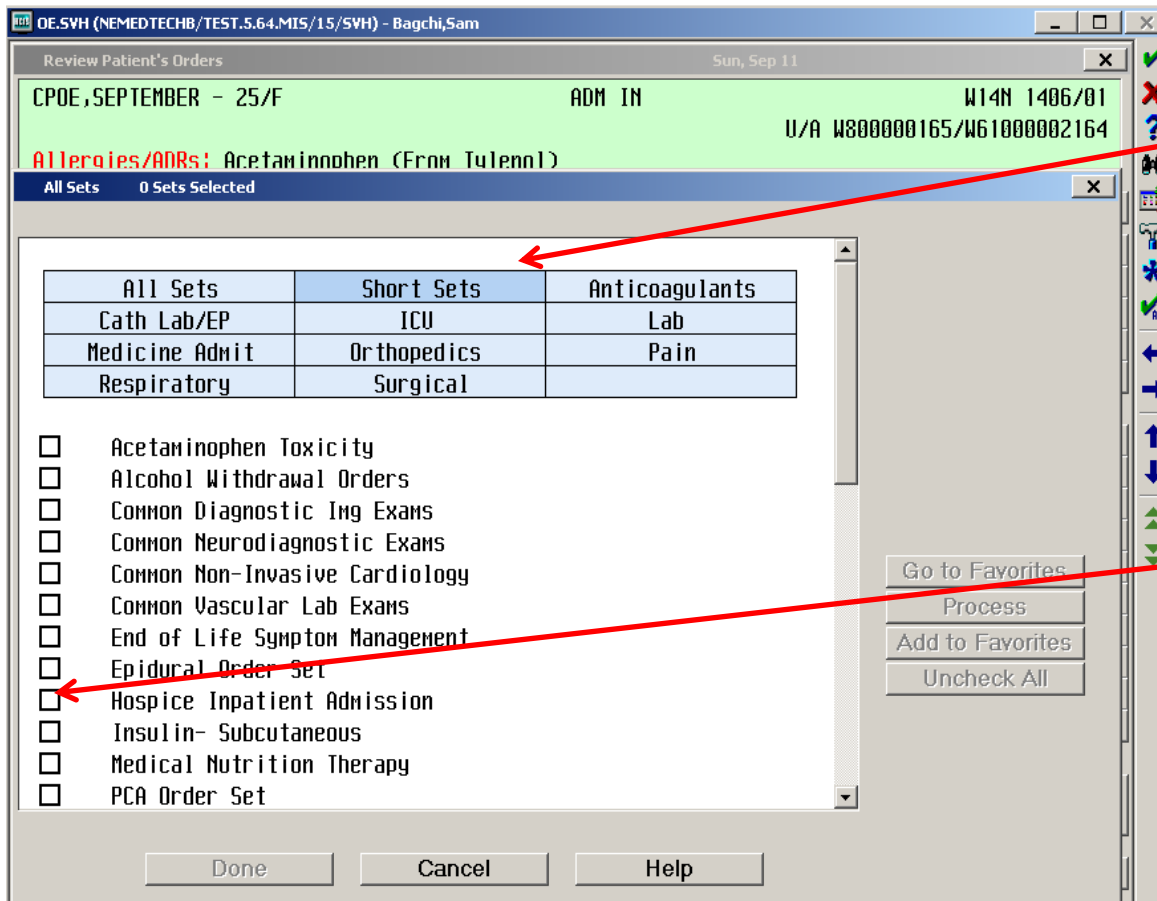 OE.SVH (NEMEDTECHB/TEST.5.64.MIS/15/SVH) - Bagchi,Sam
Review Patient's Orders Sun, Sep 11
CPOE,SEPTEMBER - 25/F ADM IN W14N 1406/01
U/A W800000165/W61000002164
Allergies/ADRs: Acetaminophen (From Tylenol)
All Sets 0 Sets Selected
All Sets Short Sets Anticoagulants
Cath Lab/EP ICU Lab
Medicine Admit Orthopedics Pain
Respiratory Surgical
Acetaminophen Toxicity
Alcohol Withdrawal Orders
Common Diagnostic Img Exams
Common Neurodiagnostic Exams
Common Non-Invasive Cardiology
Common Vascular Lab Exams
End of Life Symptom Management
Epidural Order Set
Hospice Inpatient Admission
Insulin- Subcutaneous
Medical Nutrition Therapy
PCA Order Set
Go to Favorites
Process
Add to Favorites
Uncheck All
Done Cancel Help